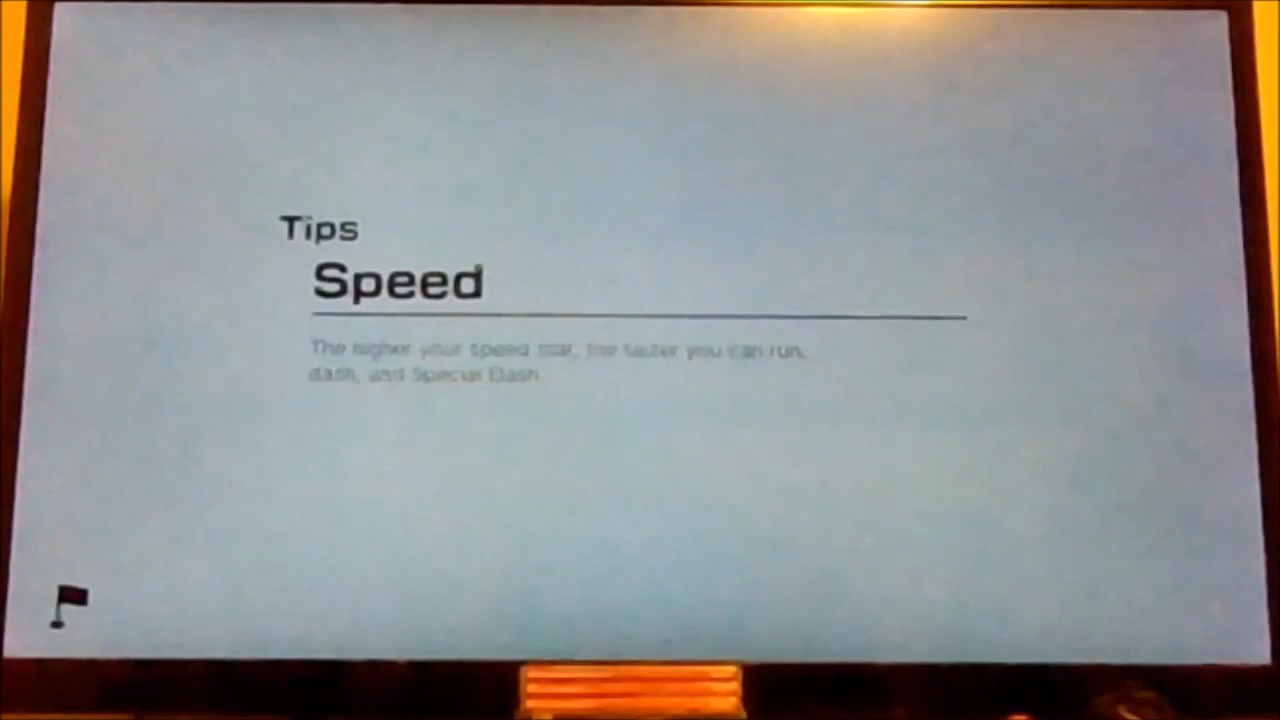 Tips
Speed
The higher your speed stat, the faster you can run,
dash, and Special Dash.